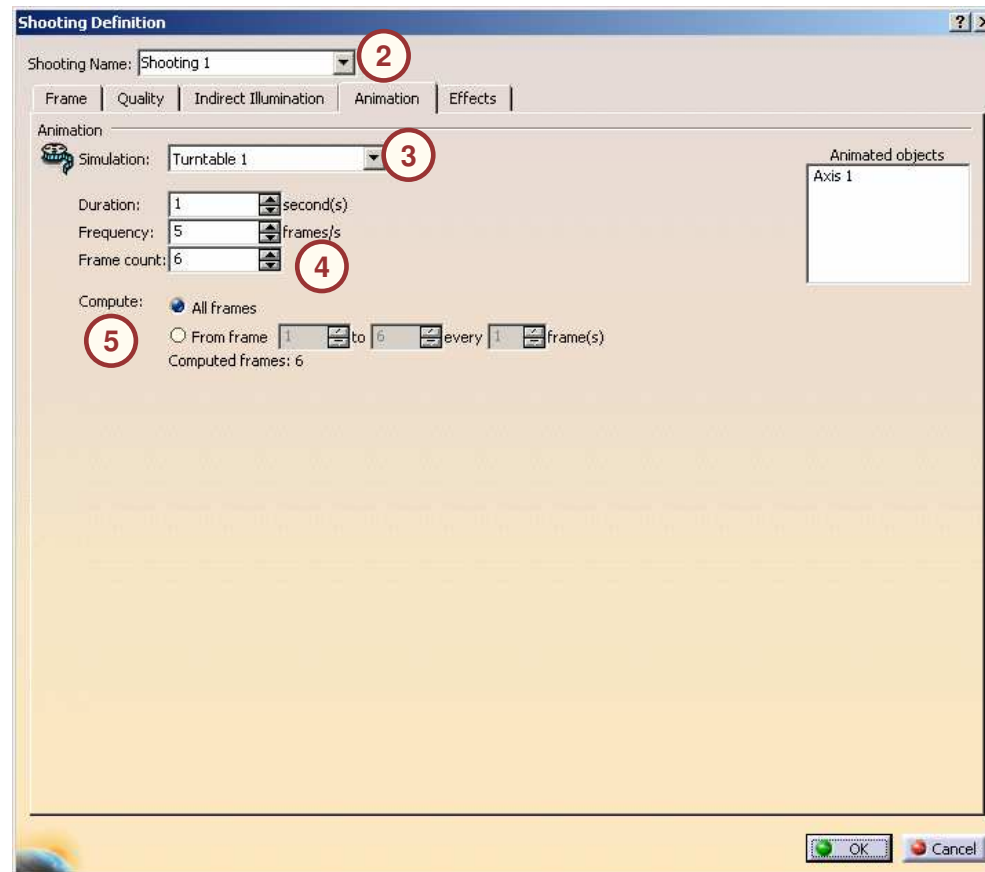 Shooting Definition
?
Shooting Name: Shooting 1
2
Frame Quality Indirect Illumination Animation Effects
Animation
Simulation: Turntable 1
3
Animated objects
Axis 1
Duration: 1 second(s)
Frequency: 5 frames/s
Frame count: 6
4
Compute: All frames
5
From frame 1 to 6 every 1 frame(s)
Computed frames: 6
OK Cancel